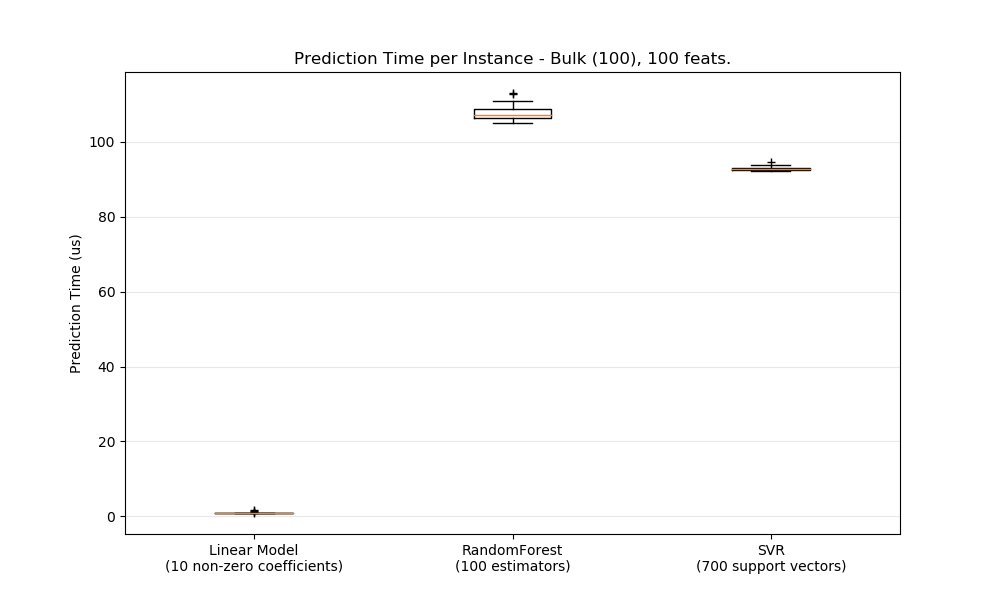 Prediction Time per Instance - Bulk (100), 100 feats.
Prediction Time (us)
100
80
60
40
20
0
Linear Model
(10 non-zero coefficients)
RandomForest
(100 estimators)
SVR
(700 support vectors)